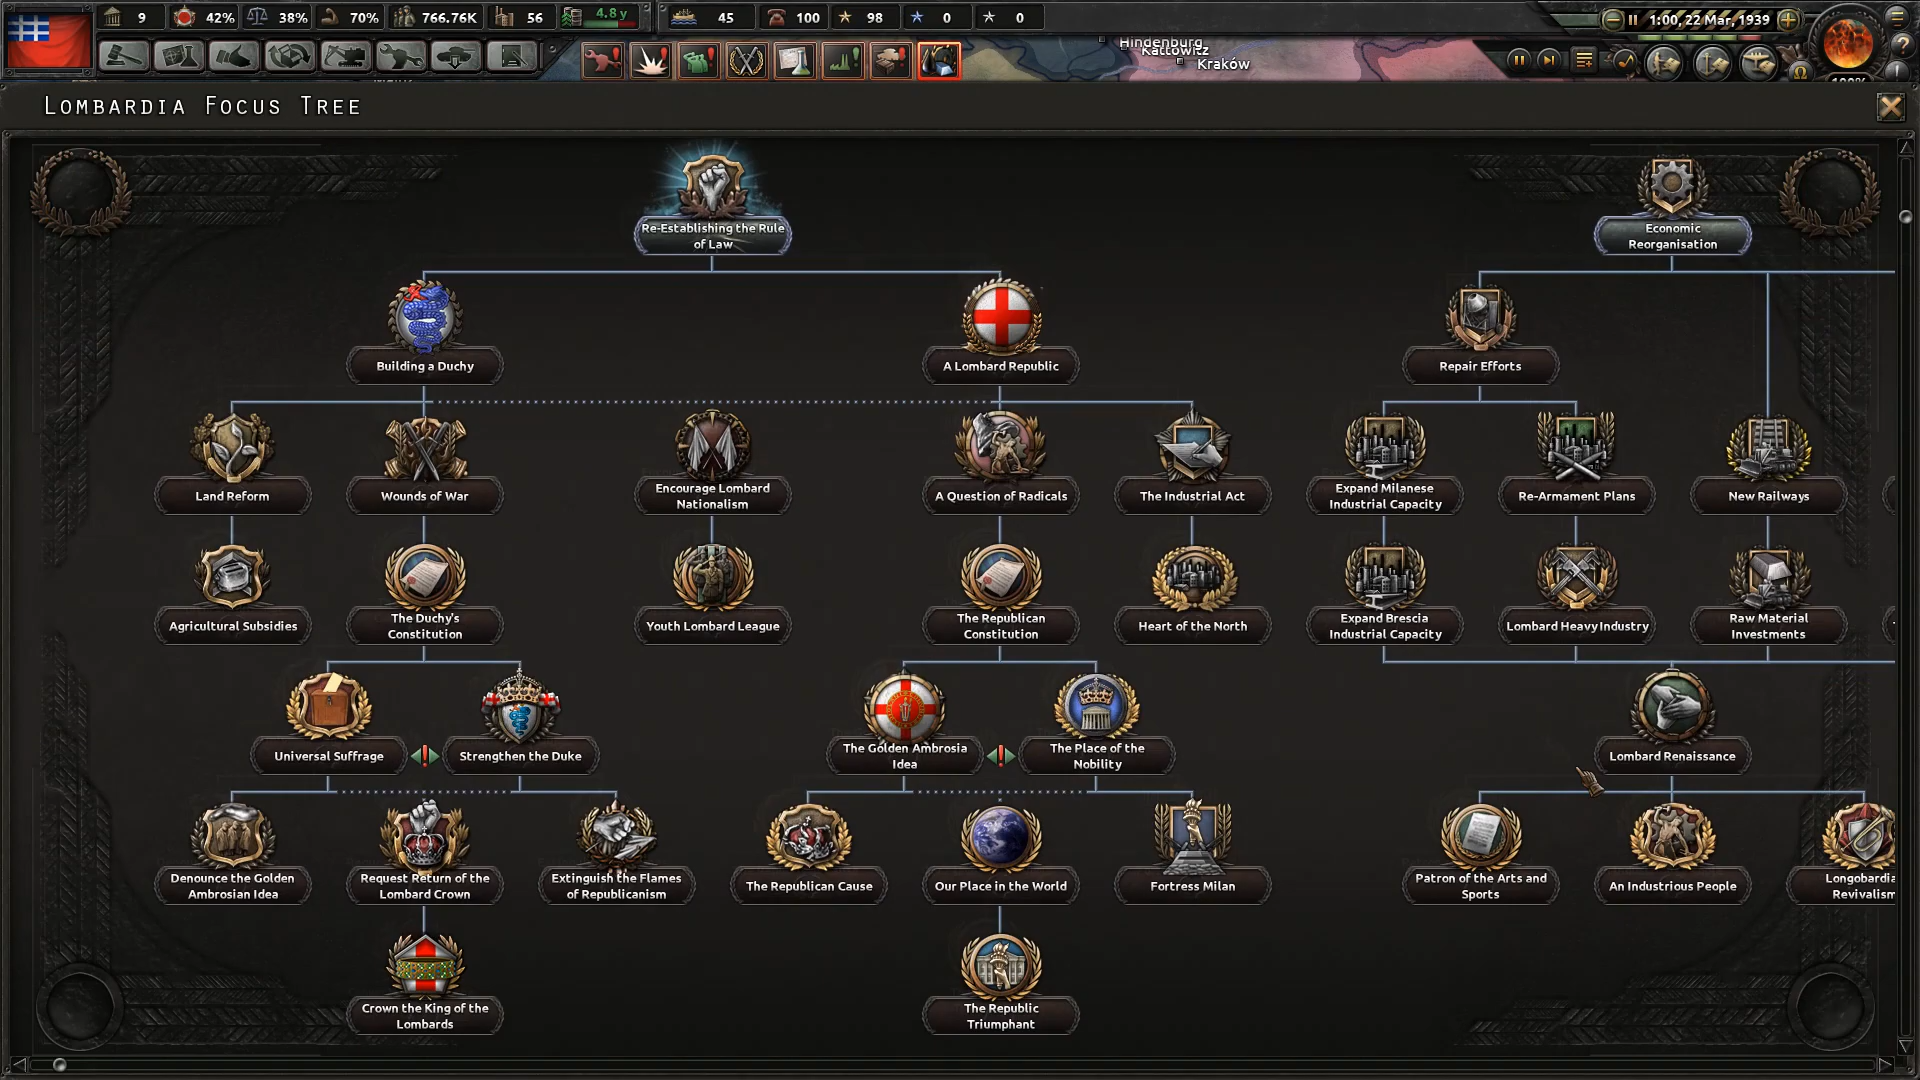 9
42%
38%
70%
766.76K
56
4.8 y
45
100
98
0
0
1:00, 22 Mar, 1939
Hindenburg
Kattowitz
Kraków
100%
Lombardia Focus Tree
Re-Establishing the Rule
of Law
Economic
Reorganisation
Building a Duchy
A Lombard Republic
Repair Efforts
Land Reform
Wounds of War
Encourage Lombard
Nationalism
A Question of Radicals
The Industrial Act
Expand Milanese
Industrial Capacity
Re-Armament Plans
New Railways
Agricultural Subsidies
The Duchy's
Constitution
Youth Lombard League
The Republican
Constitution
Heart of the North
Expand Brescia
Industrial Capacity
Lombard Heavy Industry
Raw Material
Investments
Universal Suffrage
Strengthen the Duke
The Golden Ambrosia
Idea
The Place of the
Nobility
Lombard Renaissance
Denounce the Golden
Ambrosian Idea
Request Return of the
Lombard Crown
Extinguish the Flames
of Republicanism
The Republican Cause
Our Place in the World
Fortress Milan
Patron of the Arts and
Sports
An Industrious People
Longobardia
Revivalism
Crown the King of the
Lombards
The Republic
Triumphant